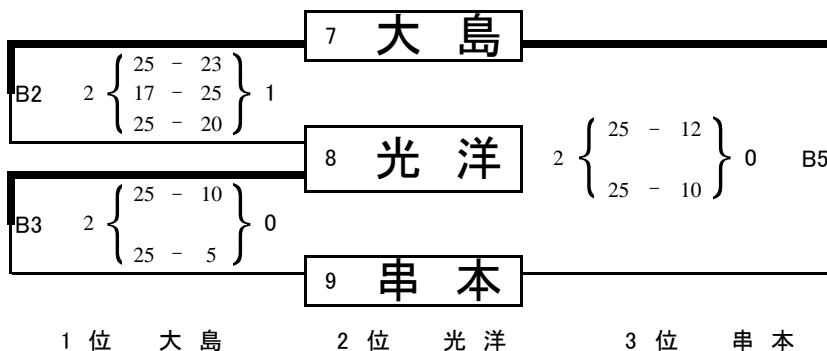 7 大 島
25 - 23
B2 2 17 - 25 1
25 - 20
8 光 洋
25 - 12
2 0 B5
25 - 10
25 - 10
B3 2 0
25 - 5
9 串 本
1 位 大 島 2 位 光 洋 3 位 串 本